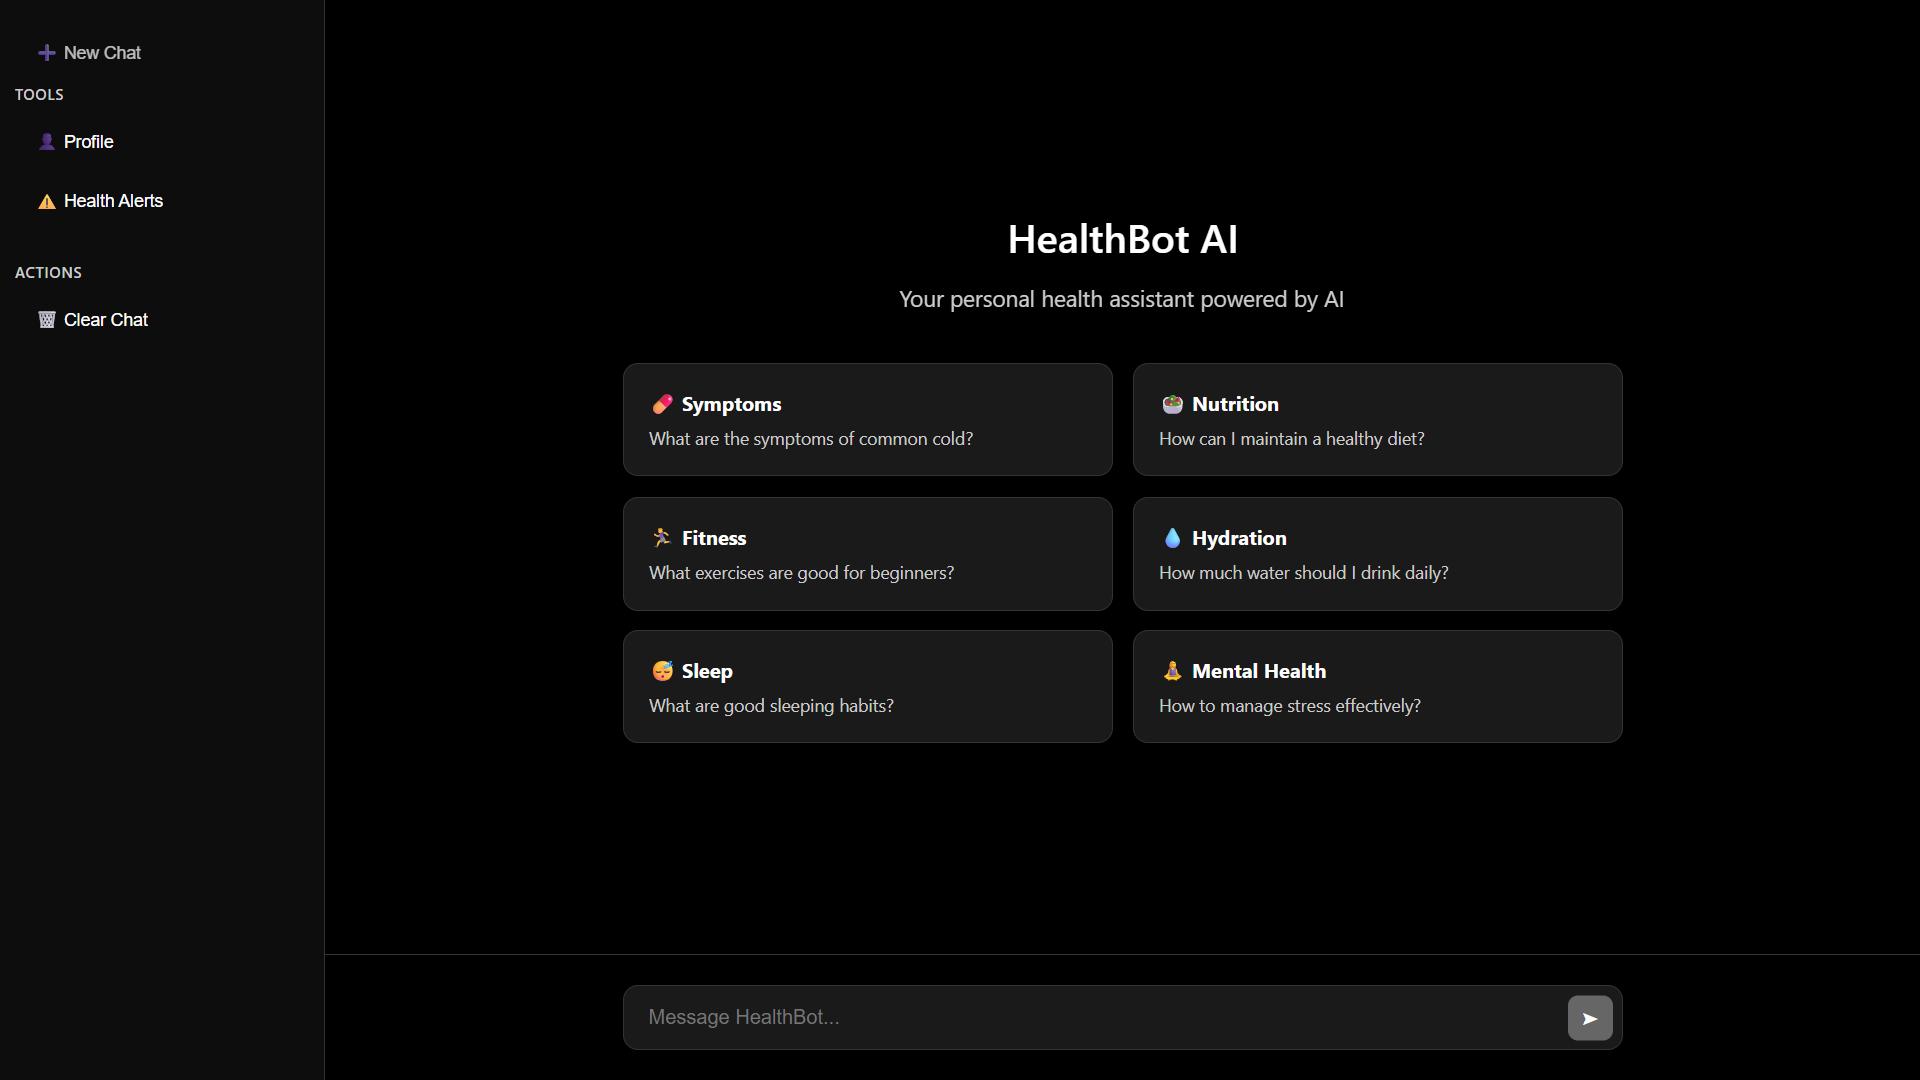 New Chat
TOOLS
Profile
Health Alerts
ACTIONS
Clear Chat
HealthBot AI
Your personal health assistant powered by AI
Symptoms
What are the symptoms of common cold?
Nutrition
How can I maintain a healthy diet?
Fitness
What exercises are good for beginners?
Hydration
How much water should I drink daily?
Sleep
What are good sleeping habits?
Mental Health
How to manage stress effectively?
Message HealthBot...